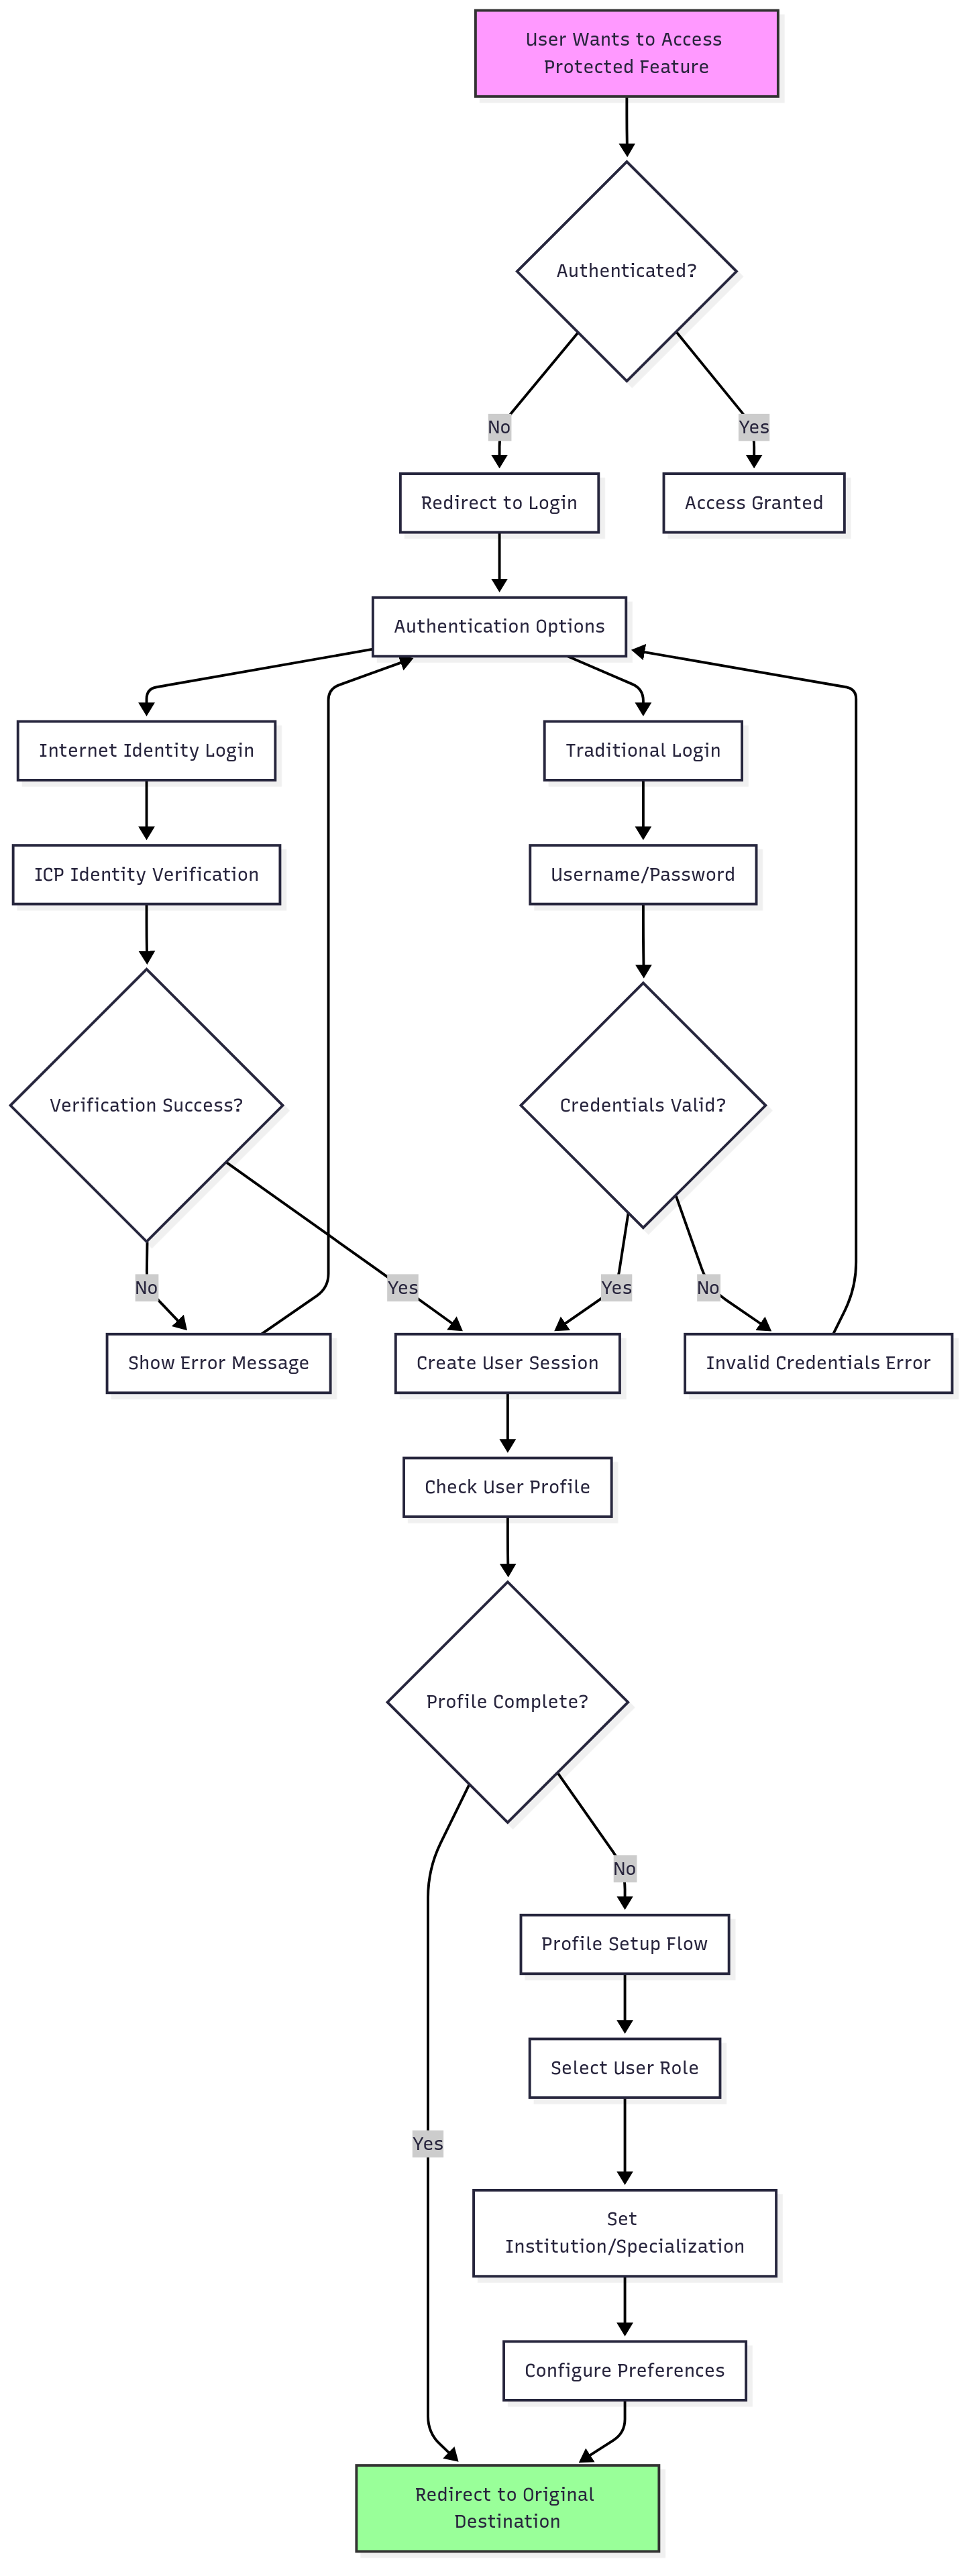 User Wants to Access
Protected Feature
Authenticated?
No
Yes
Redirect to Login
Access Granted
Authentication Options
Internet Identity Login
Traditional Login
ICP Identity Verification
Username/Password
Verification Success?
Credentials Valid?
No
Yes
Yes
No
Show Error Message
Create User Session
Invalid Credentials Error
Check User Profile
Profile Complete?
No
Profile Setup Flow
Select User Role
Yes
Set
Institution/Specialization
Configure Preferences
Redirect to Original
Destination